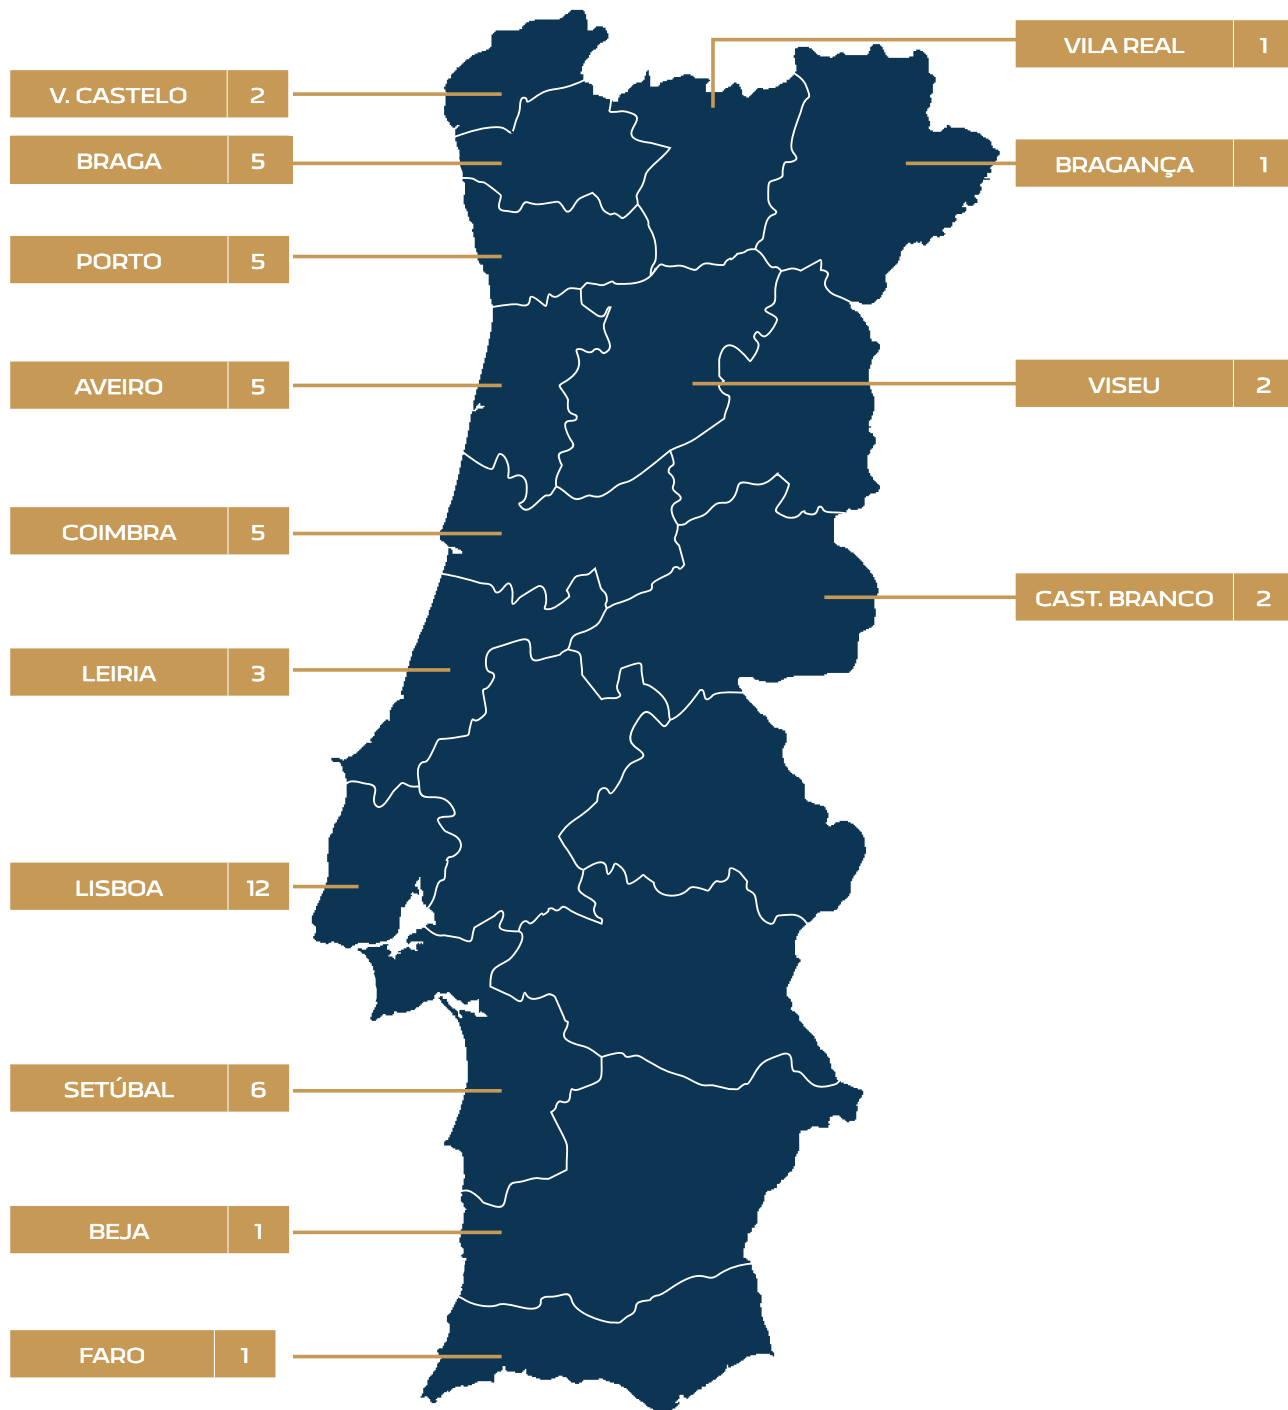 V. CASTELO 2
BRAGA 5
PORTO 5
AVEIRO 5
COIMBRA 5
LEIRIA 3
LISBOA 12
SETÚBAL 6
BEJA 1
FARO 1
VILA REAL 1
BRAGANÇA 1
VISEU 2
CAST. BRANCO 2